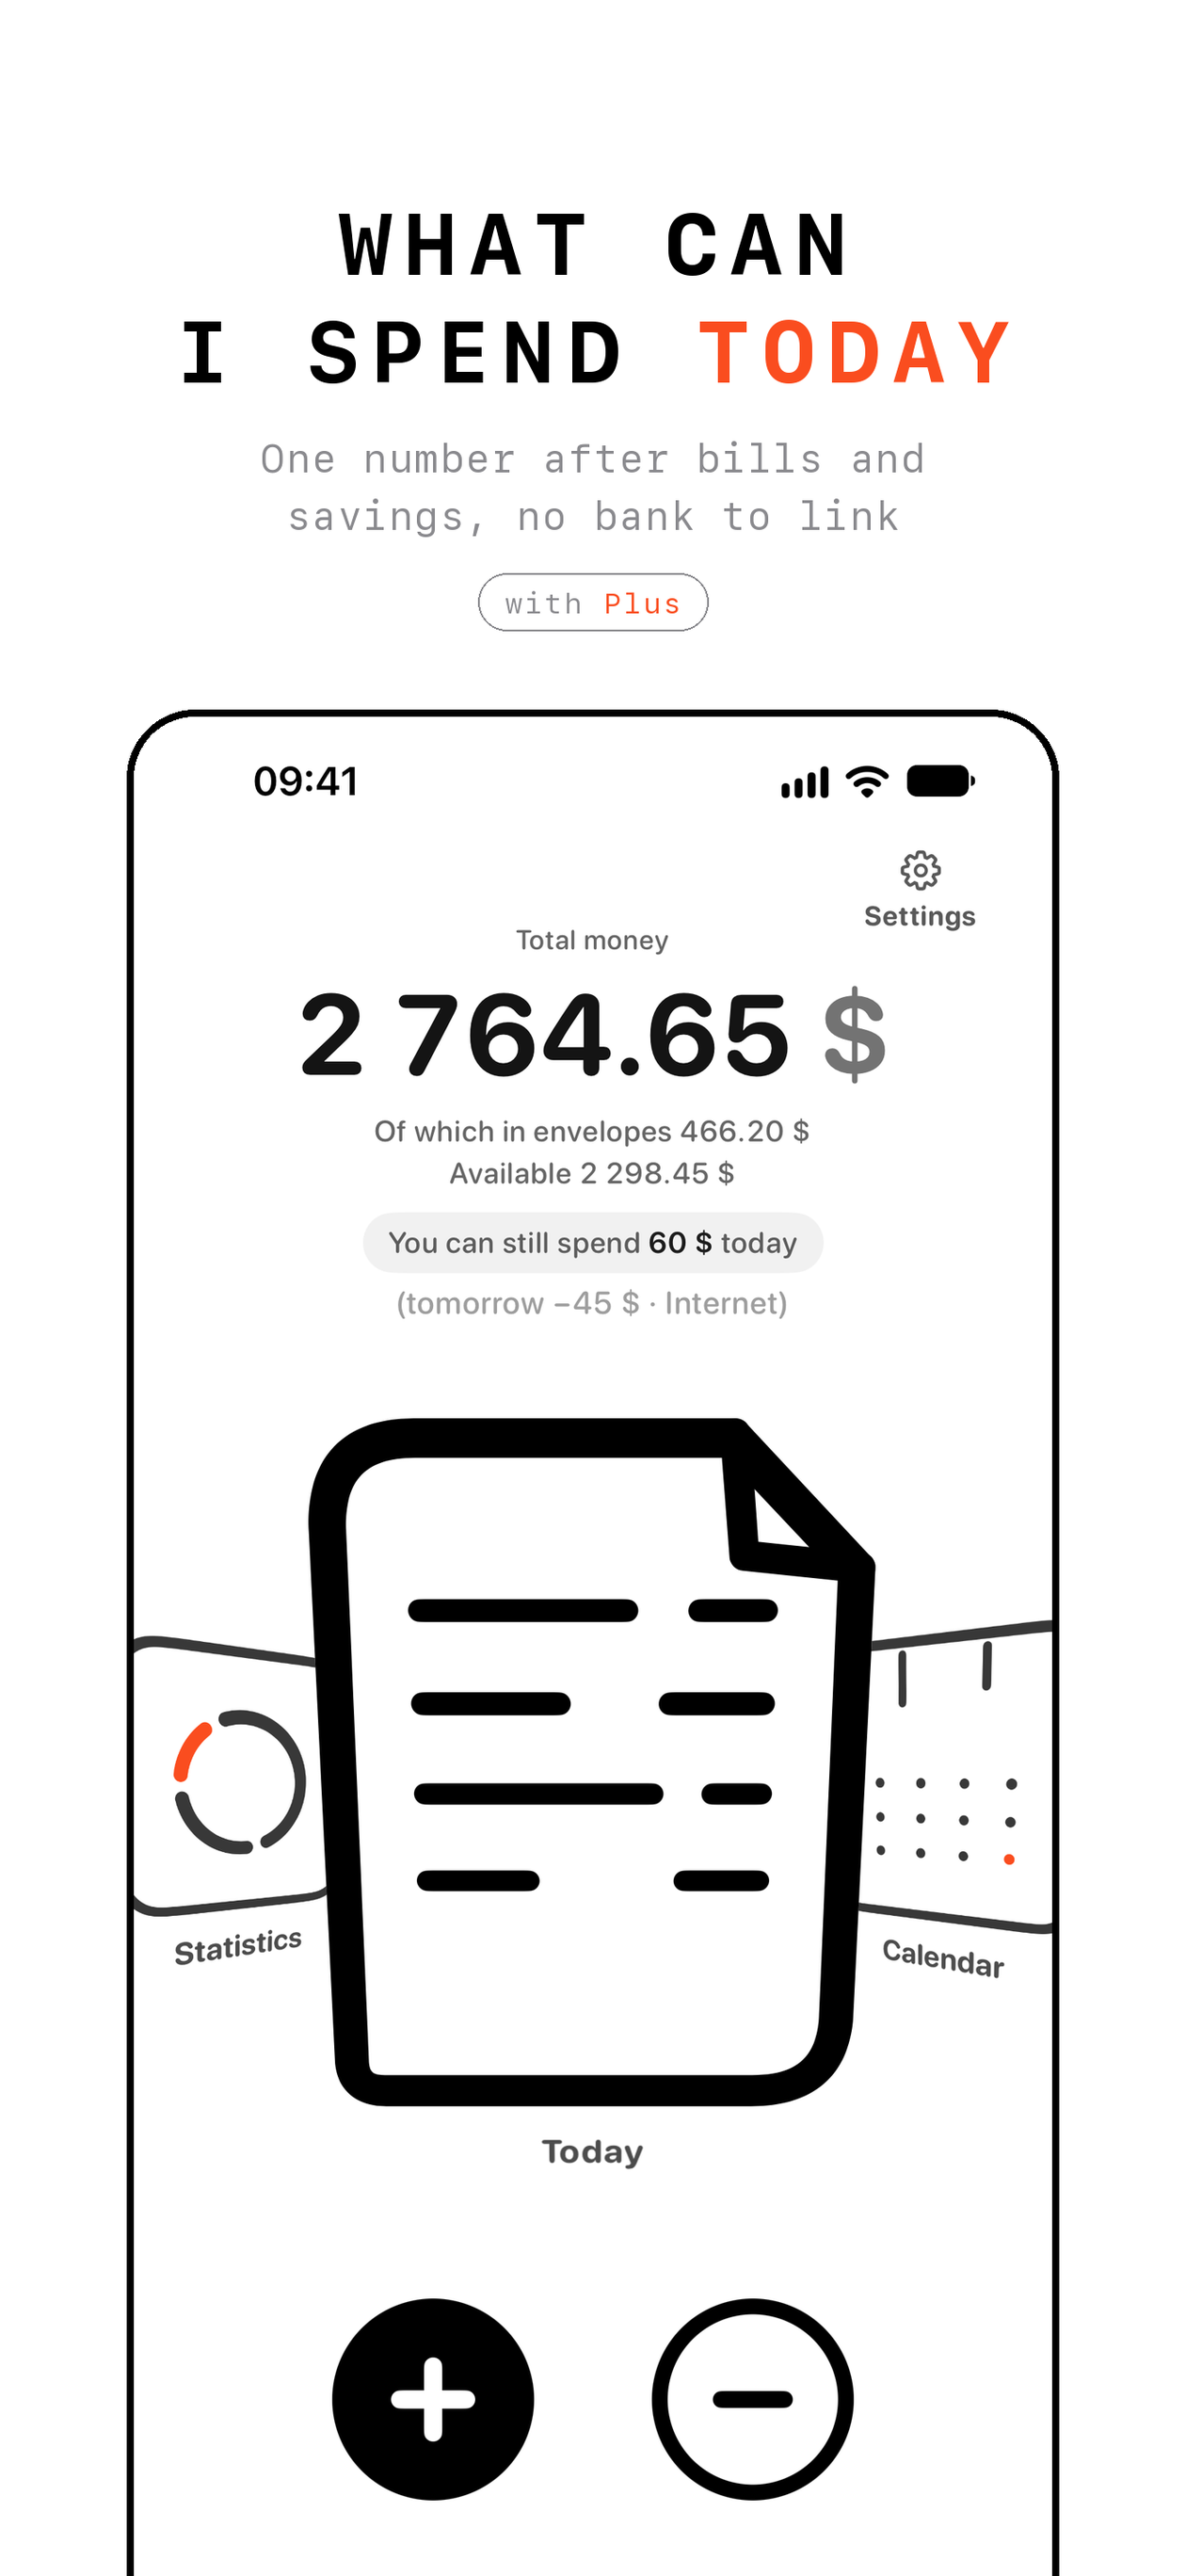 WHAT CAN
I SPEND TODAY
One number after bills and
savings, no bank to link
with Plus
09:41
Settings
Total money
2 764.65 $
Of which in envelopes 466.20 $
Available 2 298.45 $
You can still spend 60 $ today
(tomorrow −45 $ · Internet)
Statistics
Calendar
Today